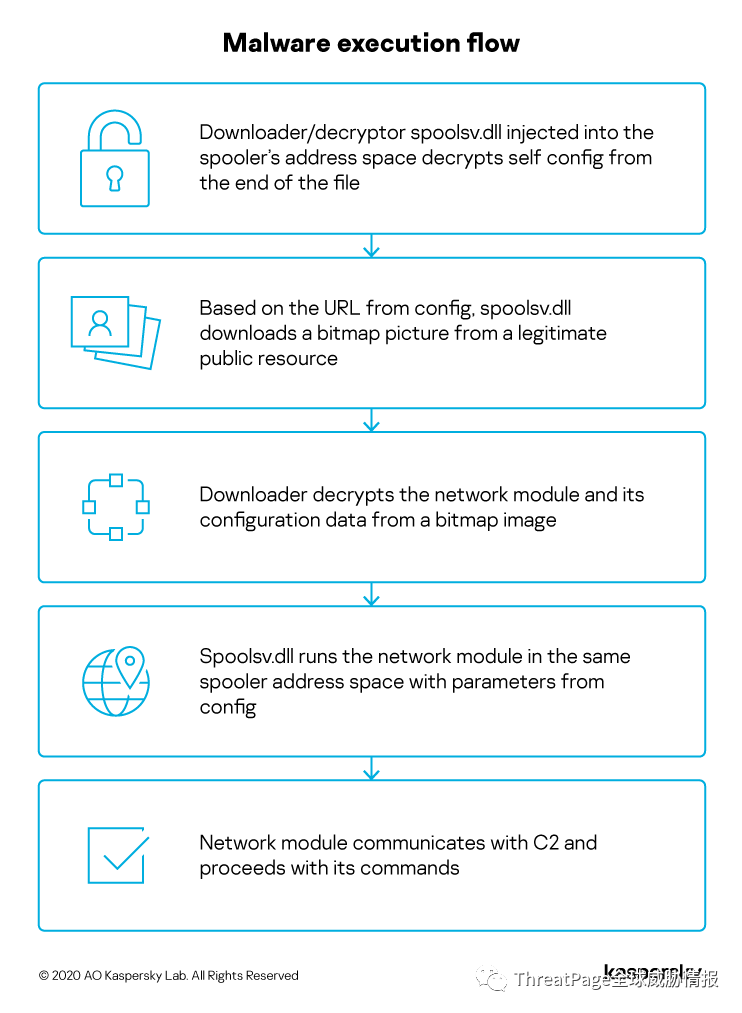 Malware execution flow
Downloader/decryptor spoolsv.dll injected into the
spooler’s address space decrypts self config from
the end of the file
Based on the URL from config, spoolsv.dll
downloads a bitmap picture from a legitimate
public resource
Downloader decrypts the network module and its
configuration data from a bitmap image
Spoolsv.dll runs the network module in the same
spooler address space with parameters from
config
Network module communicates with C2 and
proceeds with its commands
© 2020 AO Kaspersky Lab. All Rights Reserved
kaspersky
ThreatPage全球威胁情报